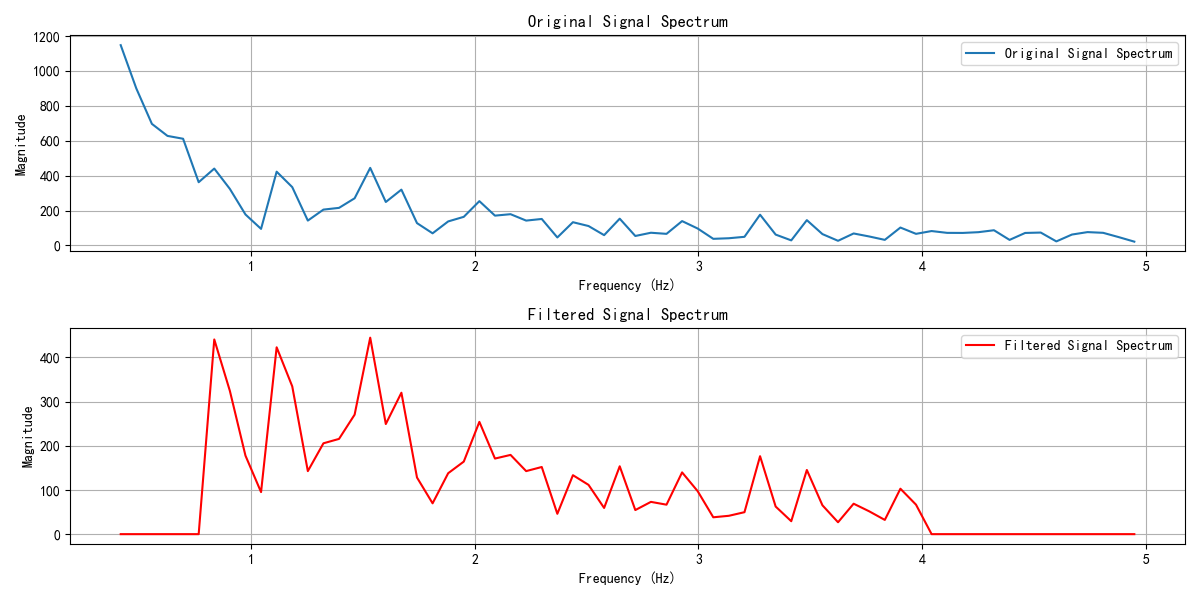 Original Signal Spectrum
1200
1000
800
600
400
200
0
Magnitude
Original Signal Spectrum
1 2 3 4 5
Frequency (Hz)
Filtered Signal Spectrum
400
300
200
100
0
Magnitude
Filtered Signal Spectrum
1 2 3 4 5
Frequency (Hz)